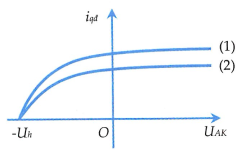 i_qđ
(1)
(2)
-U_h
O
U_AK